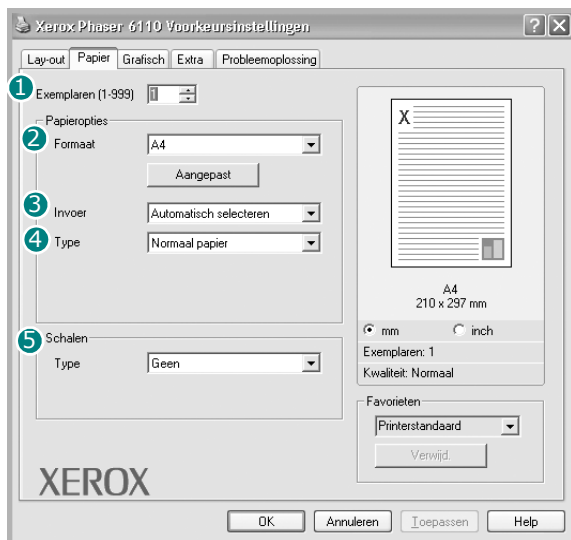 Xerox Phaser 6110 Voorkeursinstellingen
Lay-out Papier Grafisch Extra Probleemoplossing
1 Exemplaren (1-999) 1
Papieropties
2 Formaat A4
Aangepast
3 Invoer Automatisch selecteren
4 Type Normaal papier
5 Schalen
Type Geen
X
A4
210 x 297 mm
mm inch
Exemplaren: 1
Kwaliteit: Normaal
Favorieten
Printerstandaard
Verwijd.
XEROX
OK Annuleren Toepassen Help